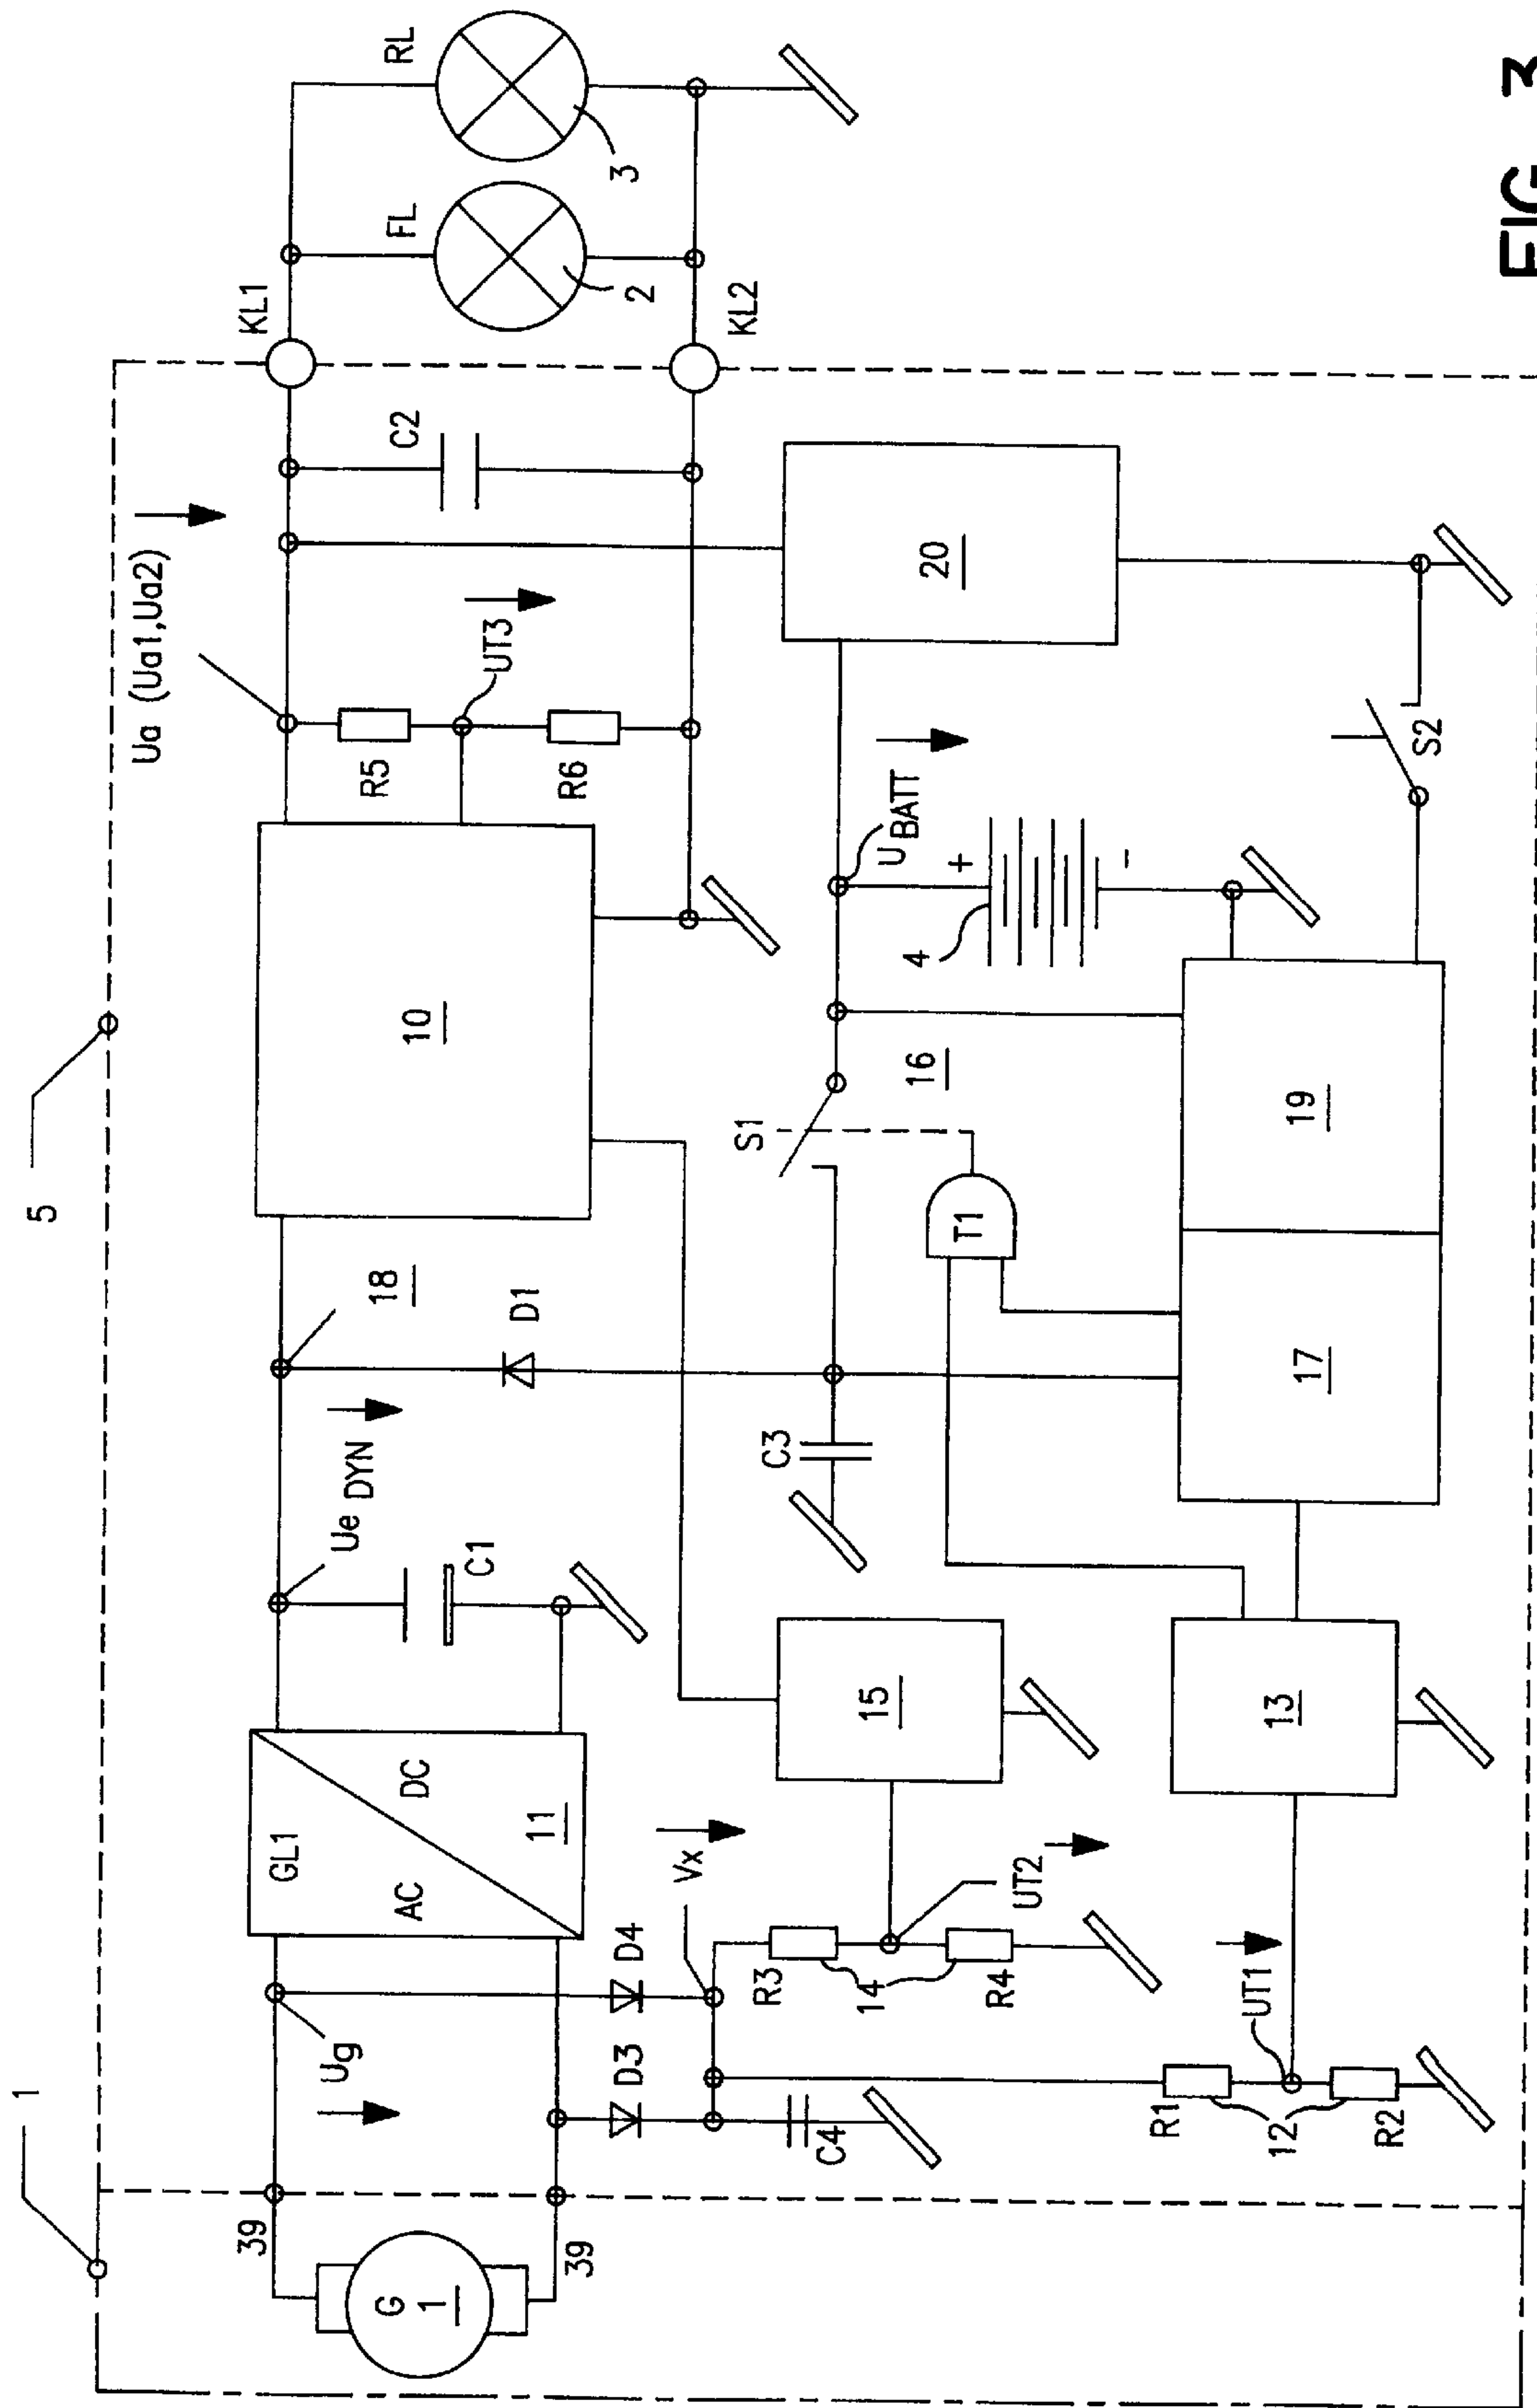 5
1
Ua (Ua1,Ua2)
39
G
1
39
Ug
GL1
AC
DC
11
Ue DYN
C1
18
10
R5
UT3
R6
C2
KL1
KL2
FL
2
RL
3
D3
D4
C4
Vx
R3
14
R4
UT2
15
C3
D1
S1
16
T1
4
+
-
U BATT
20
S2
R1
12
R2
UT1
13
17
19
FIG. 3